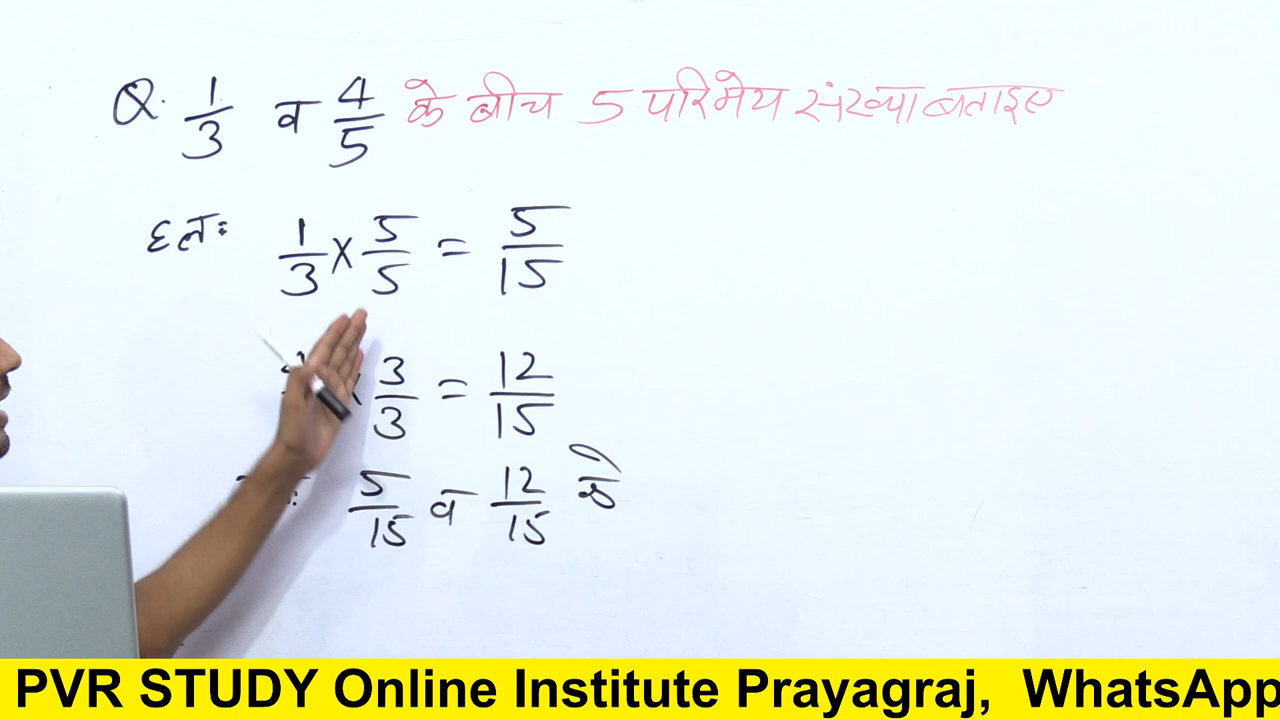 Q. 1/3 व 4/5 के बीच 5 परिमेय संख्या बताइए
हल: 1/3 × 5/5 = 5/15
× 3/3 = 12/15
5/15 व 12/15 के
PVR STUDY Online Institute Prayagraj, WhatsApp